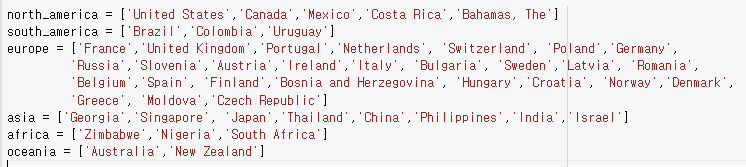 north_america = ['United States','Canada','Mexico','Costa Rica','Bahamas, The']
south_america = ['Brazil','Colombia','Uruguay']
europe = ['France','United Kingdom','Portugal','Netherlands', 'Switzerland', 'Poland','Germany',
'Russia','Slovenia','Austria','Ireland','Italy', 'Bulgaria', 'Sweden','Latvia', 'Romania',
'Belgium','Spain', 'Finland','Bosnia and Herzegovina', 'Hungary','Croatia', 'Norway','Denmark',
'Greece', 'Moldova','Czech Republic']
asia = ['Georgia','Singapore', 'Japan','Thailand','China','Philippines','India','Israel']
africa = ['Zimbabwe','Nigeria','South Africa']
oceania = ['Australia','New Zealand']